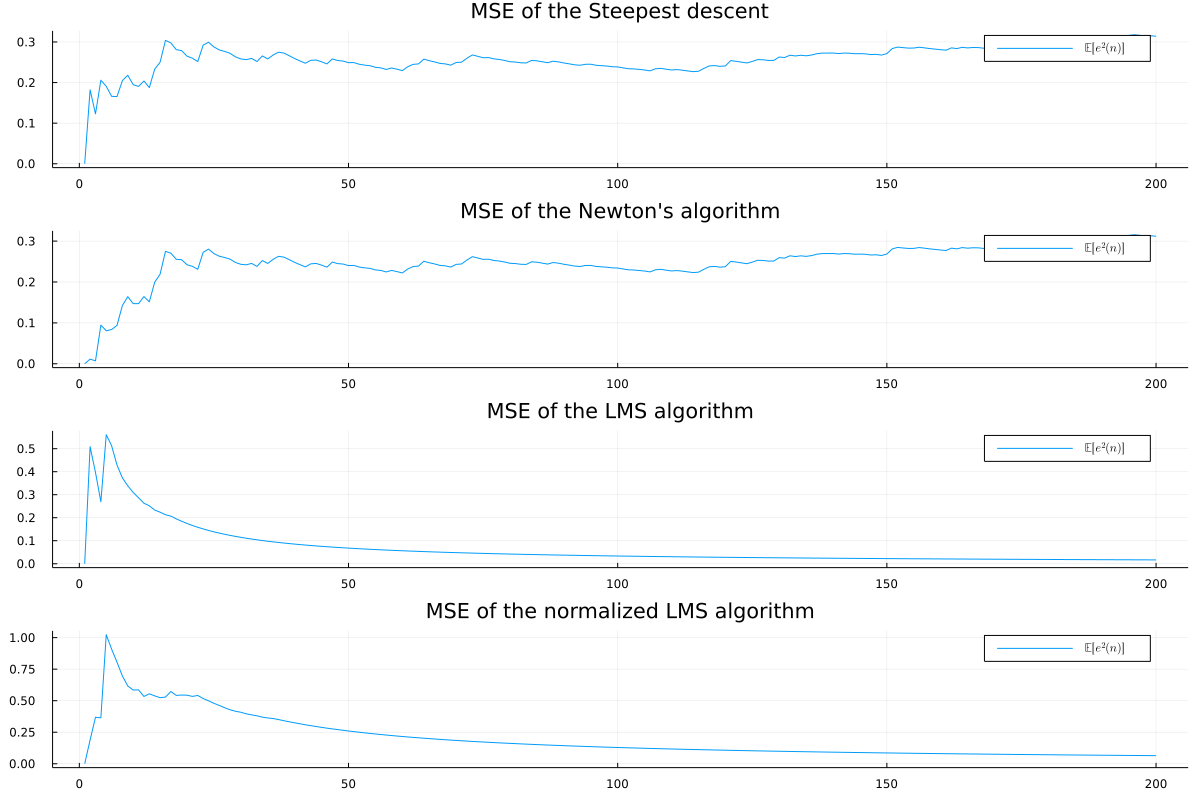 MSE of the Steepest descent
0.3
0.2
0.1
0.0
𝔼[e²(n)]
0 50 100 150 200
MSE of the Newton's algorithm
0.3
0.2
0.1
0.0
𝔼[e²(n)]
0 50 100 150 200
MSE of the LMS algorithm
0.5
0.4
0.3
0.2
0.1
0.0
𝔼[e²(n)]
0 50 100 150 200
MSE of the normalized LMS algorithm
1.00
0.75
0.50
0.25
0.00
𝔼[e²(n)]
0 50 100 150 200